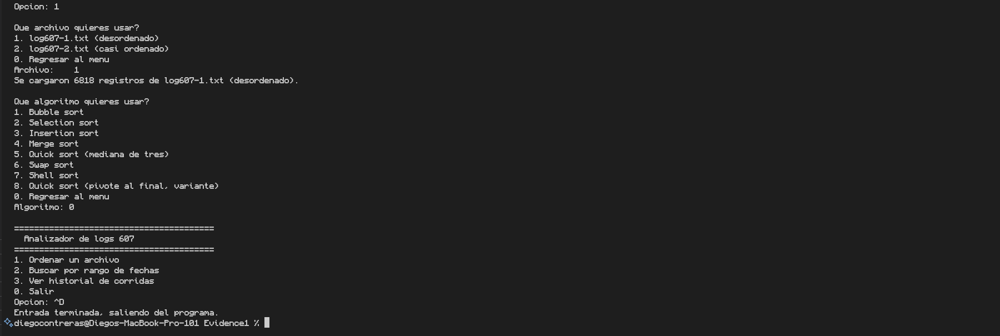 Opcion: 1
Que archivo quieres usar?
1. log607-1.txt (desordenado)
2. log607-2.txt (casi ordenado)
0. Regresar al menu
Archivo:    1
Se cargaron 6818 registros de log607-1.txt (desordenado).
Que algoritmo quieres usar?
1. Bubble sort
2. Selection sort
3. Insertion sort
4. Merge sort
5. Quick sort (mediana de tres)
6. Swap sort
7. Shell sort
8. Quick sort (pivote al final, variante)
0. Regresar al menu
Algoritmo: 0
========================================
  Analizador de logs 607
========================================
1. Ordenar un archivo
2. Buscar por rango de fechas
3. Ver historial de corridas
0. Salir
Opcion: ^D
Entrada terminada, saliendo del programa.
diegocontreras@Diegos-MacBook-Pro-101 Evidence1 %